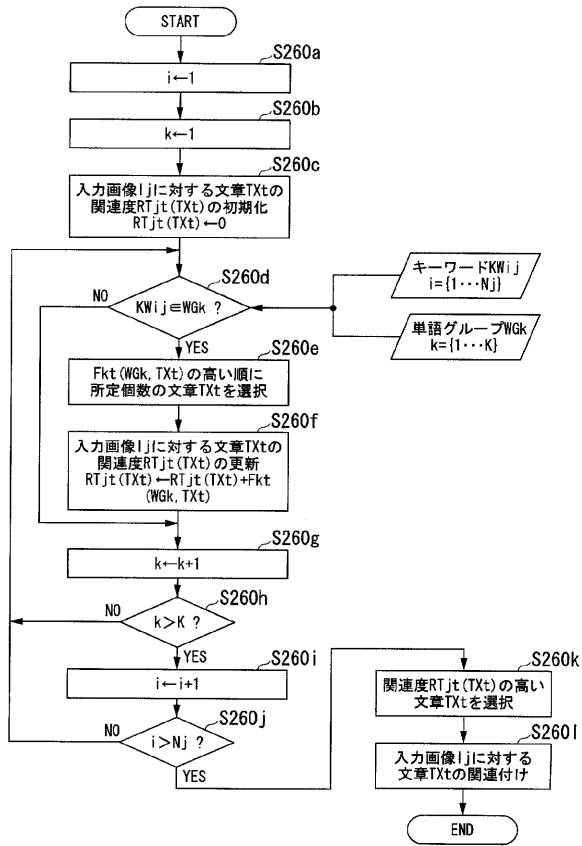 START
S260a
i←1
S260b
k←1
S260c
入力画像Ijに対する文章TXtの
関連度RTjt(TXt)の初期化
RTjt(TXt)←0
S260d
KWij∈WGk ?
NO
YES
キーワードKWij
i={1･･･Nj}
単語グループWGk
k={1･･･K}
S260e
Fkt(WGk,TXt)の高い順に
所定個数の文章TXtを選択
S260f
入力画像Ijに対する文章TXtの
関連度RTjt(TXt)の更新
RTjt(TXt)←RTjt(TXt)+Fkt
(WGk,TXt)
S260g
k←k+1
S260h
NO
k>K ?
YES
S260i
i←i+1
S260j
NO
i>Nj ?
YES
S260k
関連度RTjt(TXt)の高い
文章TXtを選択
S260l
入力画像Ijに対する
文章TXtの関連付け
END